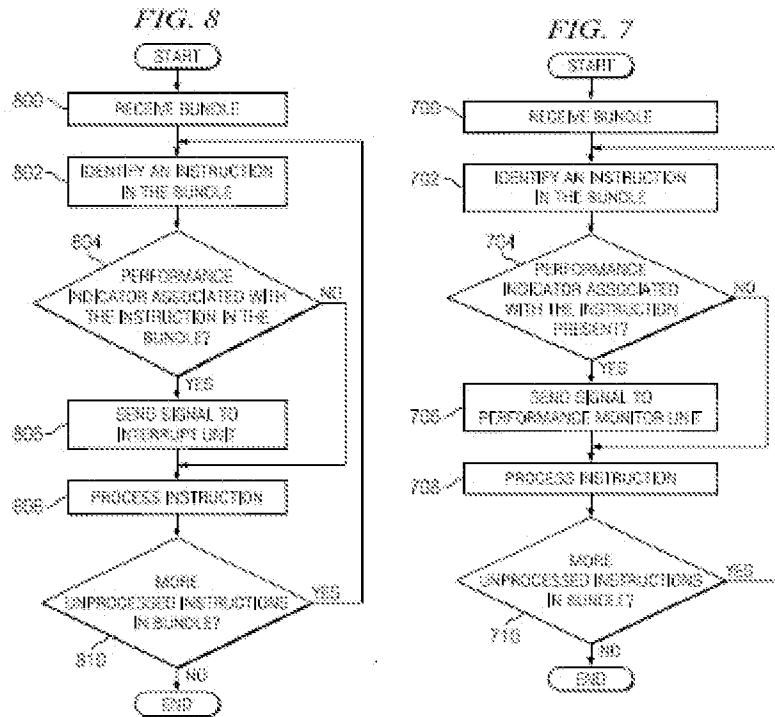 FIG. 8
START
800
RECEIVE BUNDLE
802
IDENTIFY AN INSTRUCTION
IN THE BUNDLE
804
PERFORMANCE
INDICATOR ASSOCIATED WITH
THE INSTRUCTION IN THE
BUNDLE?
NO
YES
806
SEND SIGNAL TO
INTERRUPT UNIT
808
PROCESS INSTRUCTION
MORE
UNPROCESSED INSTRUCTIONS
IN BUNDLE?
YES
810
NO
END
FIG. 7
START
700
RECEIVE BUNDLE
702
IDENTIFY AN INSTRUCTION
IN THE BUNDLE
704
PERFORMANCE
INDICATOR ASSOCIATED
WITH THE INSTRUCTION
PRESENT?
NO
YES
706
SEND SIGNAL TO
PERFORMANCE MONITOR UNIT
708
PROCESS INSTRUCTION
MORE
UNPROCESSED INSTRUCTIONS
IN BUNDLE?
YES
710
NO
END